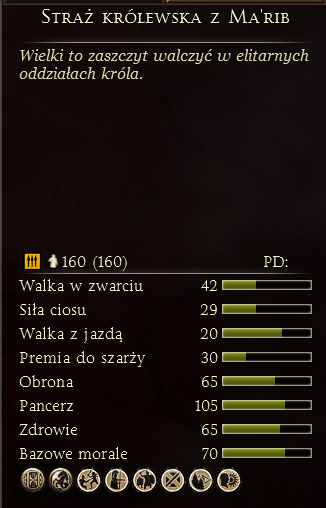 Straż królewska z Ma'rib
Wielki to zaszczyt walczyć w elitarnych
oddziałach króla.
160 (160) PD:
Walka w zwarciu 42
Siła ciosu 29
Walka z jazdą 20
Premia do szarży 30
Obrona 65
Pancerz 105
Zdrowie 65
Bazowe morale 70